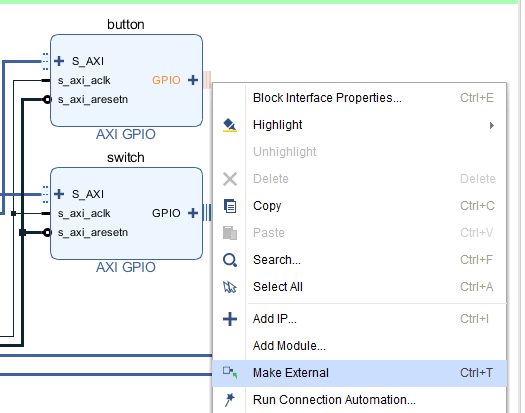 button
S_AXI
s_axi_aclk
GPIO
s_axi_aresetn
AXI GPIO
switch
S_AXI
s_axi_aclk
GPIO
s_axi_aresetn
AXI GPIO
Block Interface Properties... Ctrl+E
Highlight
Unhighlight
Delete Delete
Copy Ctrl+C
Paste Ctrl+V
Search... Ctrl+F
Select All Ctrl+A
Add IP... Ctrl+I
Add Module...
Make External Ctrl+T
Run Connection Automation...